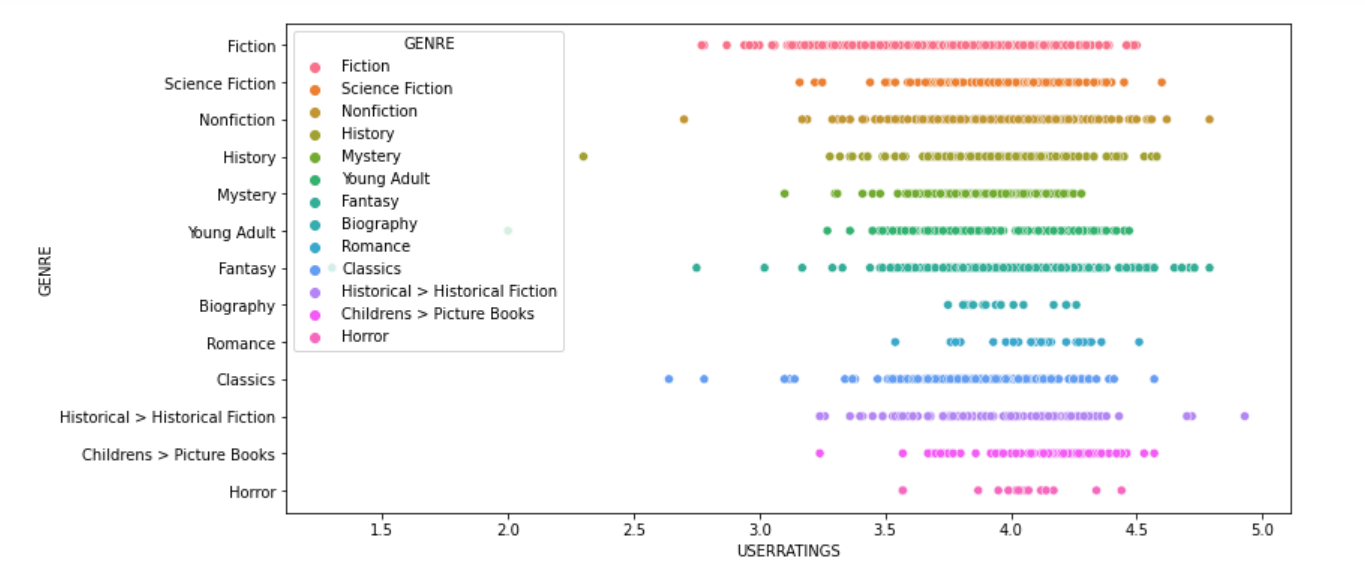 GENRE
Fiction
Science Fiction
Nonfiction
History
Mystery
Young Adult
Fantasy
Biography
Romance
Classics
Historical > Historical Fiction
Childrens > Picture Books
Horror
GENRE
Fiction
Science Fiction
Nonfiction
History
Mystery
Young Adult
Fantasy
Biography
Romance
Classics
Historical > Historical Fiction
Childrens > Picture Books
Horror
1.5 2.0 2.5 3.0 3.5 4.0 4.5 5.0
USERRATINGS